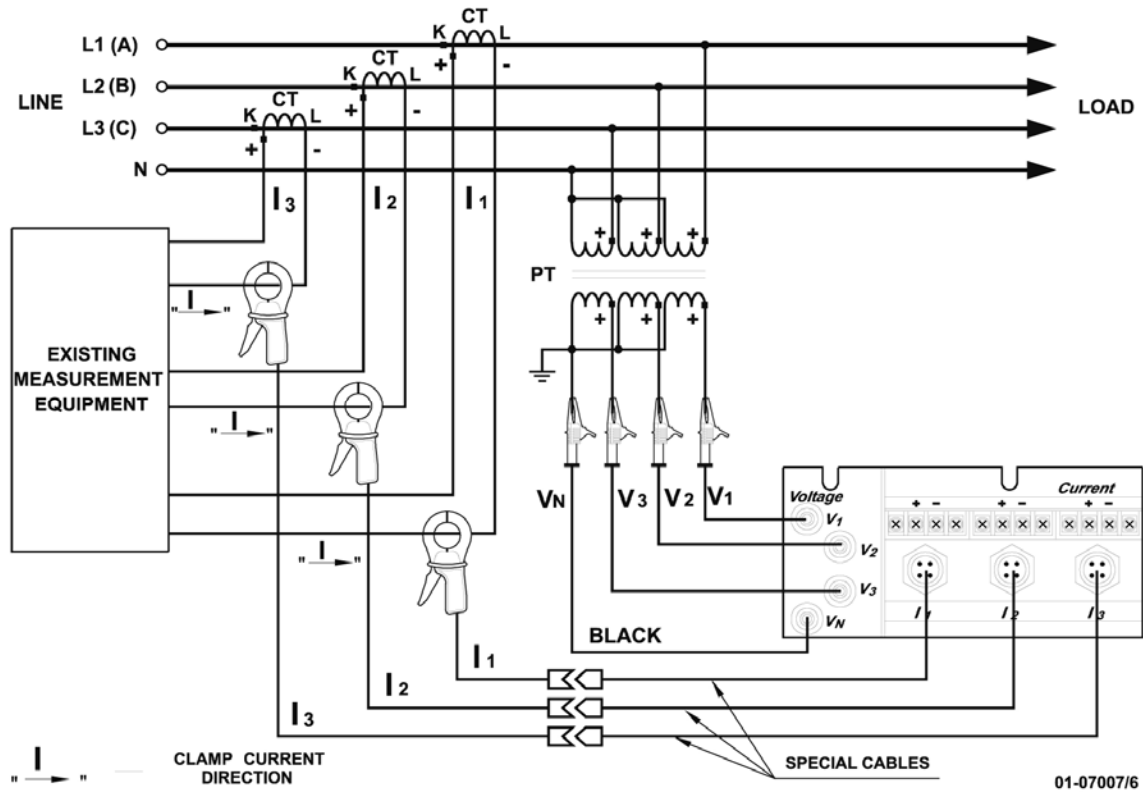 CT
K L
L1 (A)
+ -
CT
K L
L2 (B)
+ -
LINE
LOAD
CT
K L
L3 (C)
+ -
N
I3 I2 I1
+ + +
PT
+ + +
EXISTING
MEASUREMENT
EQUIPMENT
" I "
" I "
" I "
VN V3 V2 V1
Voltage
Current
+ - + - + -
V1
V2
V3
VN
I1 I2 I3
BLACK
I1
I2
I3
SPECIAL CABLES
" I "
CLAMP CURRENT
DIRECTION
01-07007/6